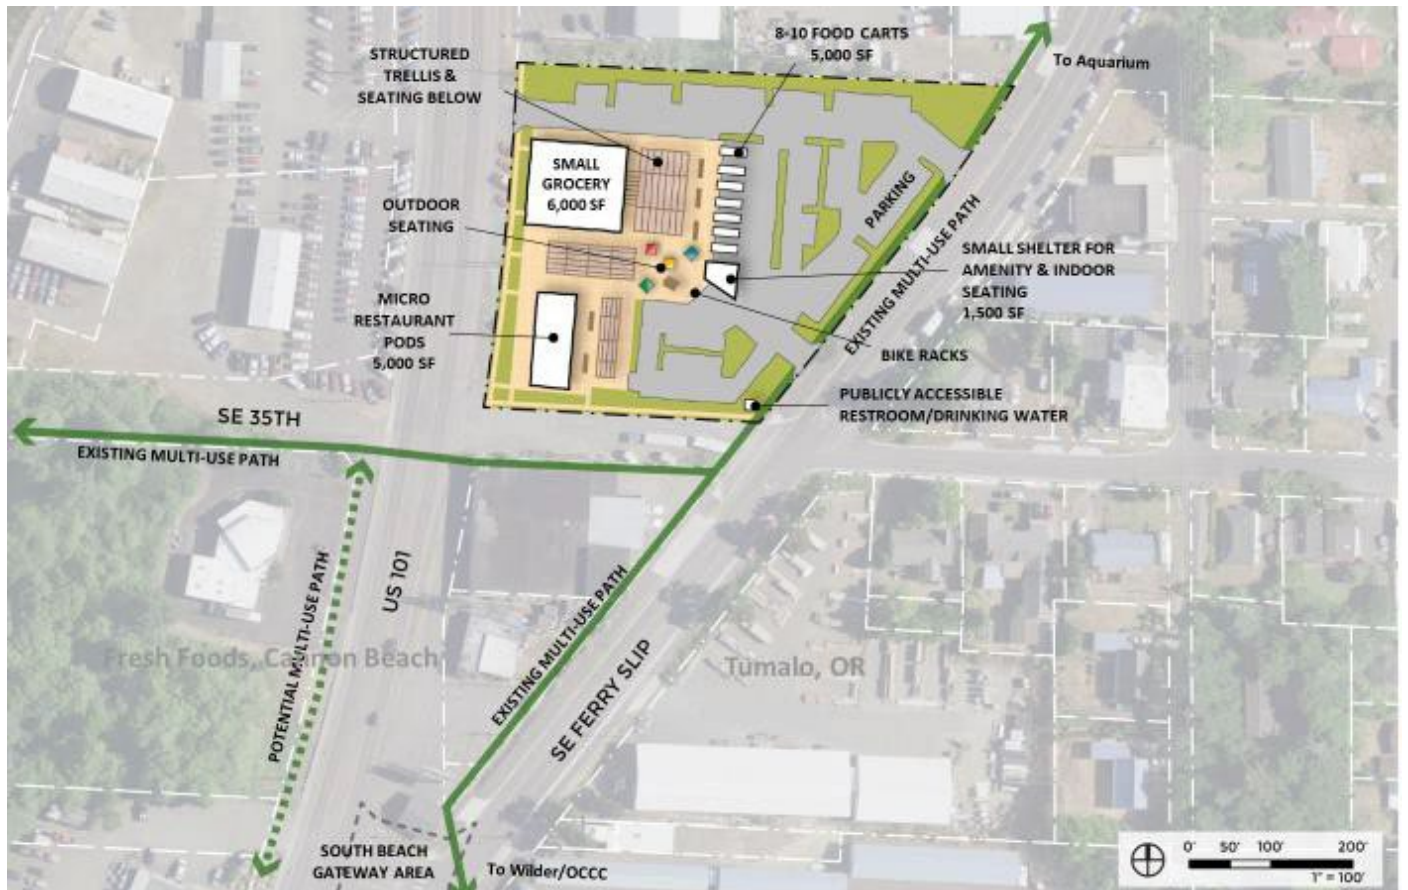 8-10 FOOD CARTS
5,000 SF
To Aquarium
STRUCTURED
TRELLIS &
SEATING BELOW
SMALL
GROCERY
6,000 SF
PARKING
OUTDOOR
SEATING
SMALL SHELTER FOR
AMENITY & INDOOR
SEATING
1,500 SF
EXISTING MULTI-USE PATH
MICRO
RESTAURANT
PODS
5,000 SF
BIKE RACKS
PUBLICLY ACCESSIBLE
RESTROOM/DRINKING WATER
SE 35TH
EXISTING MULTI-USE PATH
US 101
POTENTIAL MULTI-USE PATH
EXISTING MULTI-USE PATH
SE FERRY SLIP
Fresh Foods, Cannon Beach
Tumalo, OR
SOUTH BEACH
GATEWAY AREA
To Wilder/OCCC
0' 50' 100' 200'
1" = 100'